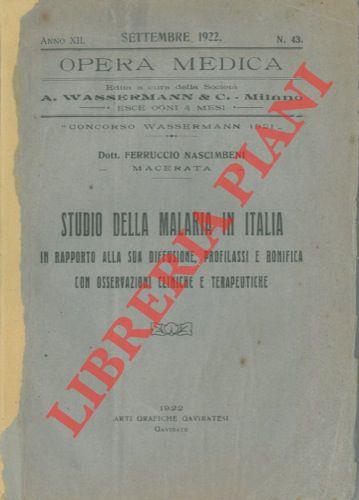 ANNO XII. SETTEMBRE 1922. N. 43.
OPERA MEDICA
Edita a cura della Società
A. WASSERMANN & C. - Milano
ESCE OGNI 4 MESI
"CONCORSO WASSERMANN 1921"
Dott. FERRUCCIO NASCIMBENI
MACERATA
STUDIO DELLA MALARIA IN ITALIA
IN RAPPORTO ALLA SUA DIFFUSIONE, PROFILASSI E BONIFICA
CON OSSERVAZIONI CLINICHE E TERAPEUTICHE
1922
ARTI GRAFICHE GAVIRATESI
GAVIRATE
LIBRERIA PIANI